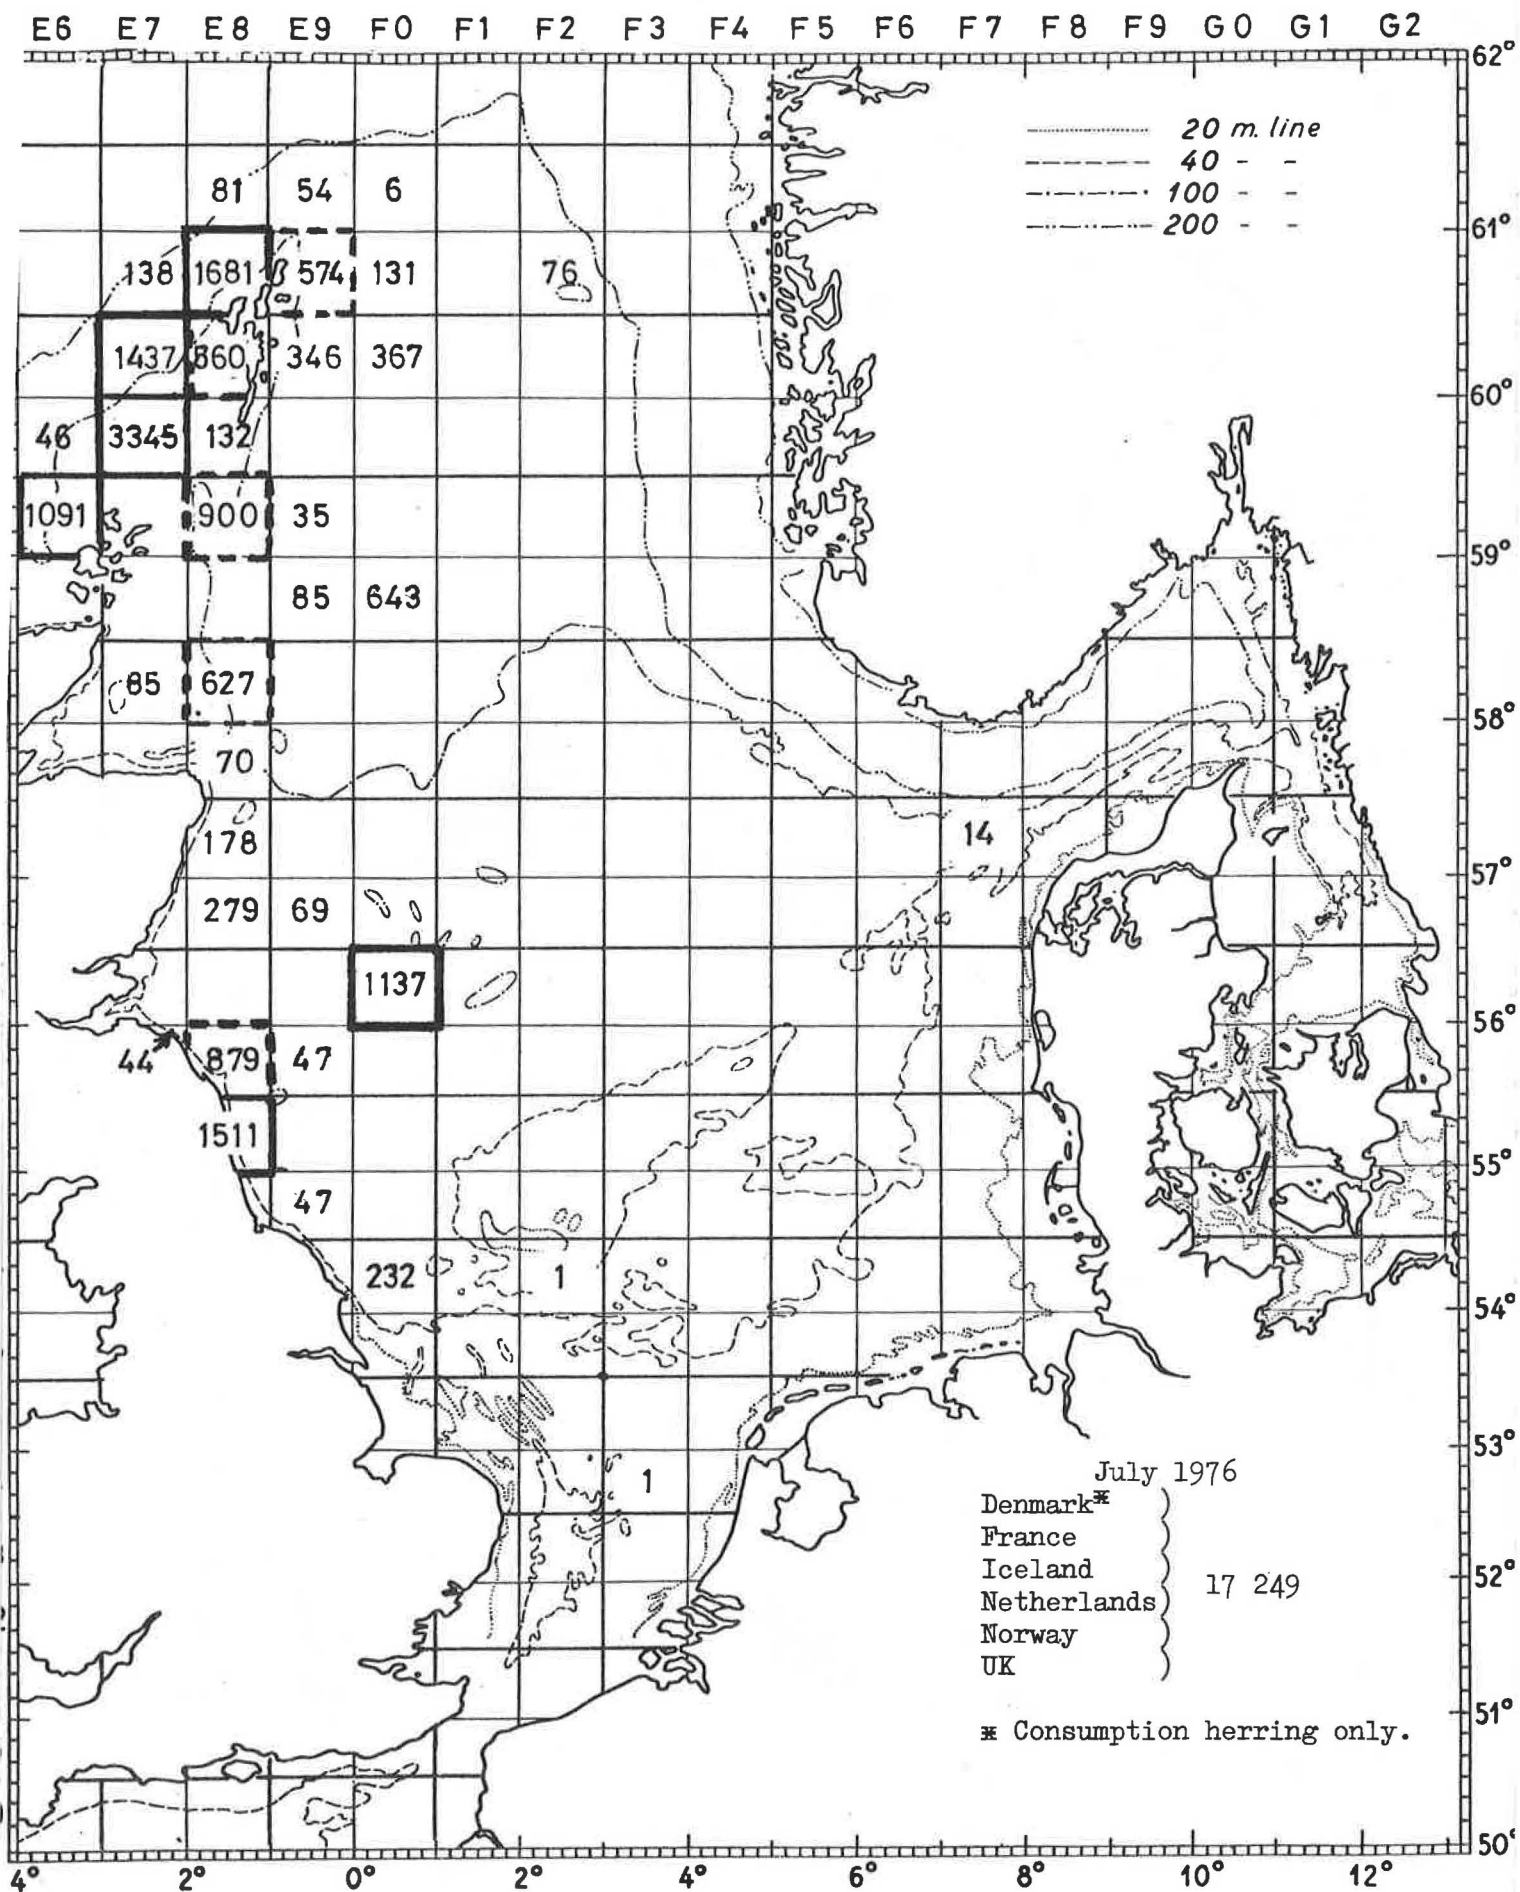 E6 E7 E8 E9 F0 F1 F2 F3 F4 F5 F6 F7 F8 F9 G0 G1 G2
62°
20 m. line
40 - -
100 - -
200 - -
81 54 6
61°
138 1681 574 131 76
1437 860 346 367
60°
46 3345 132
1091 900 35
59°
85 643
85 627
58°
70
178 14
57°
279 69
1137
56°
44 879 47
1511
55°
47
232 1
54°
53°
1
July 1976
Denmark*
France
Iceland
Netherlands
Norway
UK
17 249
52°
51°
* Consumption herring only.
50°
4° 2° 0° 2° 4° 6° 8° 10° 12°